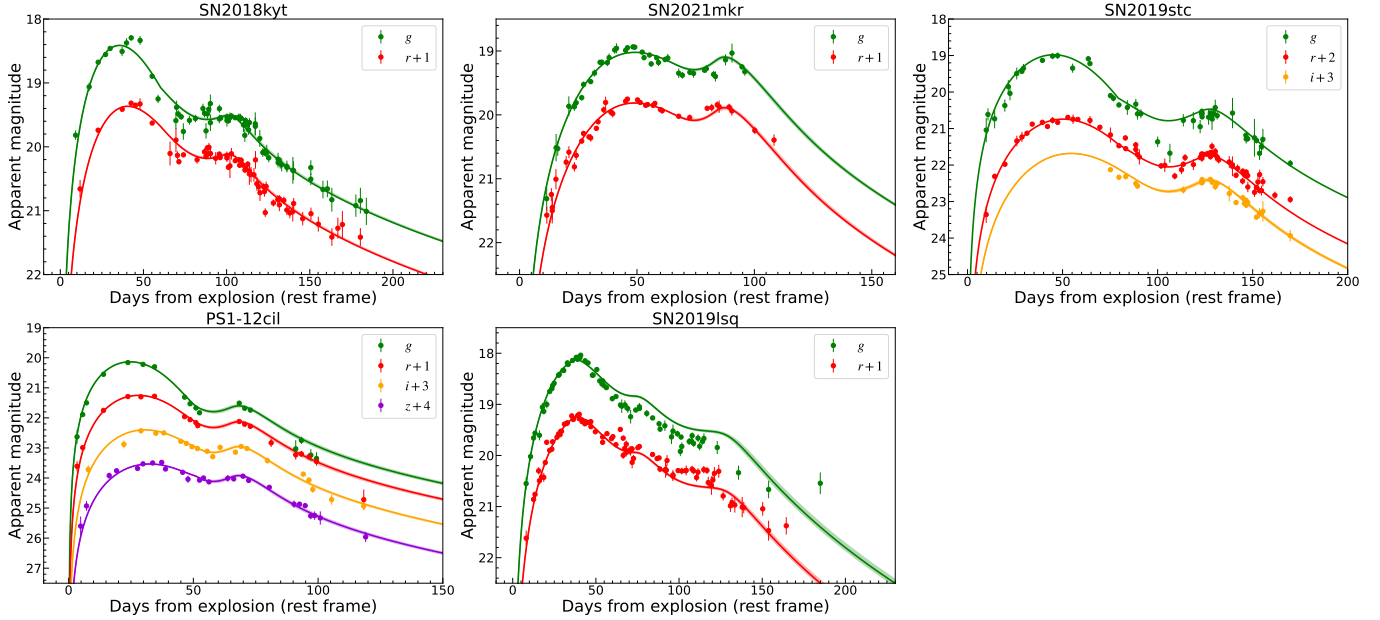 SN2018kyt
18
19
20
21
22
0 50 100 150 200
Apparent magnitude
Days from explosion (rest frame)
g
r + 1
SN2021mkr
19
20
21
22
0 50 100 150
Apparent magnitude
Days from explosion (rest frame)
g
r + 1
SN2019stc
18
19
20
21
22
23
24
25
0 50 100 150 200
Apparent magnitude
Days from explosion (rest frame)
g
r + 2
i + 3
PS1-12cil
19
20
21
22
23
24
25
26
27
0 50 100 150
Apparent magnitude
Days from explosion (rest frame)
g
r + 1
i + 3
z + 4
SN2019lsq
18
19
20
21
22
0 50 100 150 200
Apparent magnitude
Days from explosion (rest frame)
g
r + 1